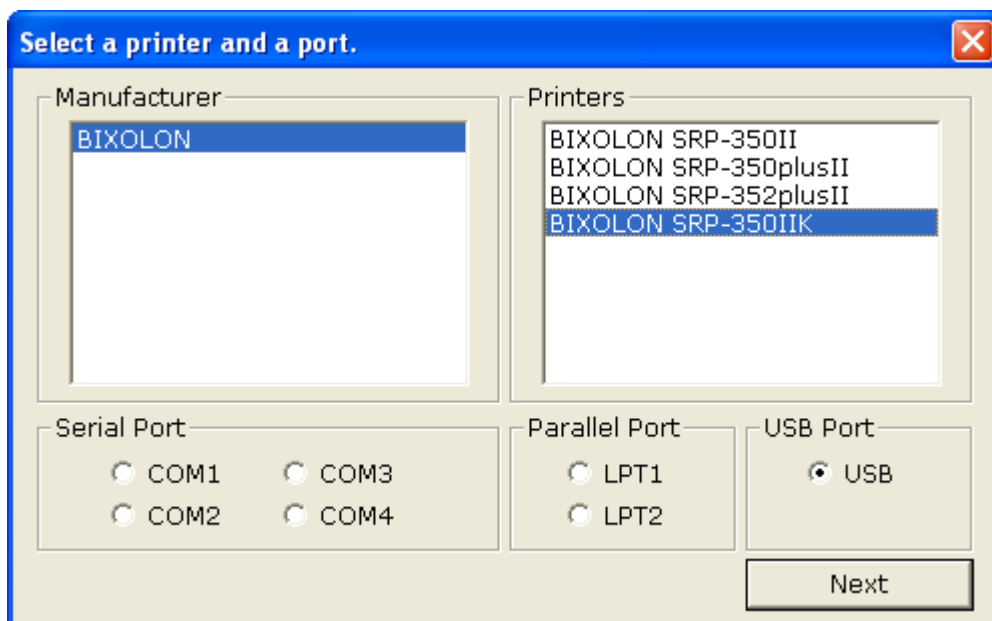 Select a printer and a port.
Manufacturer
BIXOLON
Printers
BIXOLON SRP-350II
BIXOLON SRP-350plusII
BIXOLON SRP-352plusII
BIXOLON SRP-350IIK
Serial Port
COM1
COM3
COM2
COM4
Parallel Port
LPT1
LPT2
USB Port
USB
Next